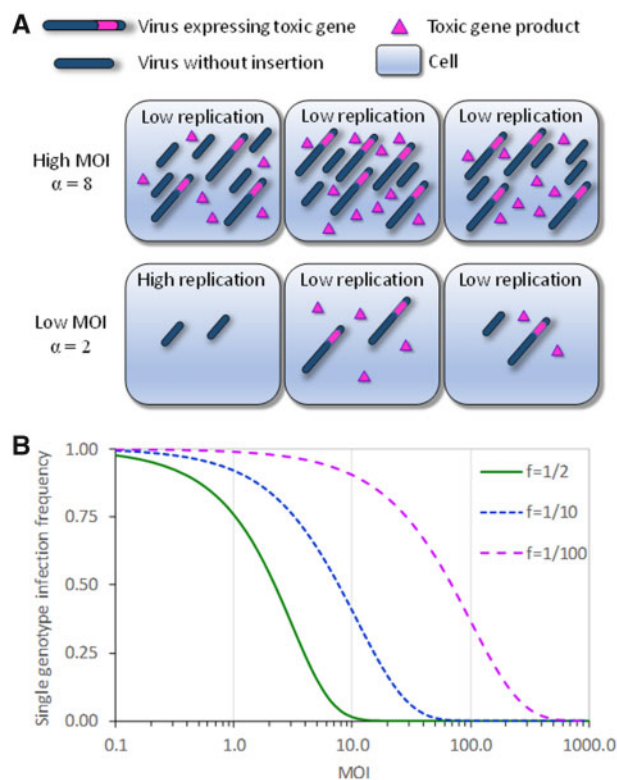 A
Virus expressing toxic gene
Toxic gene product
Virus without insertion
Cell
High MOI
α = 8
Low replication
Low replication
Low replication
Low MOI
α = 2
High replication
Low replication
Low replication
B
Single genotype infection frequency
1.00
0.75
0.50
0.25
0.00
f=1/2
f=1/10
f=1/100
0.1
1.0
10.0
100.0
1000.0
MOI